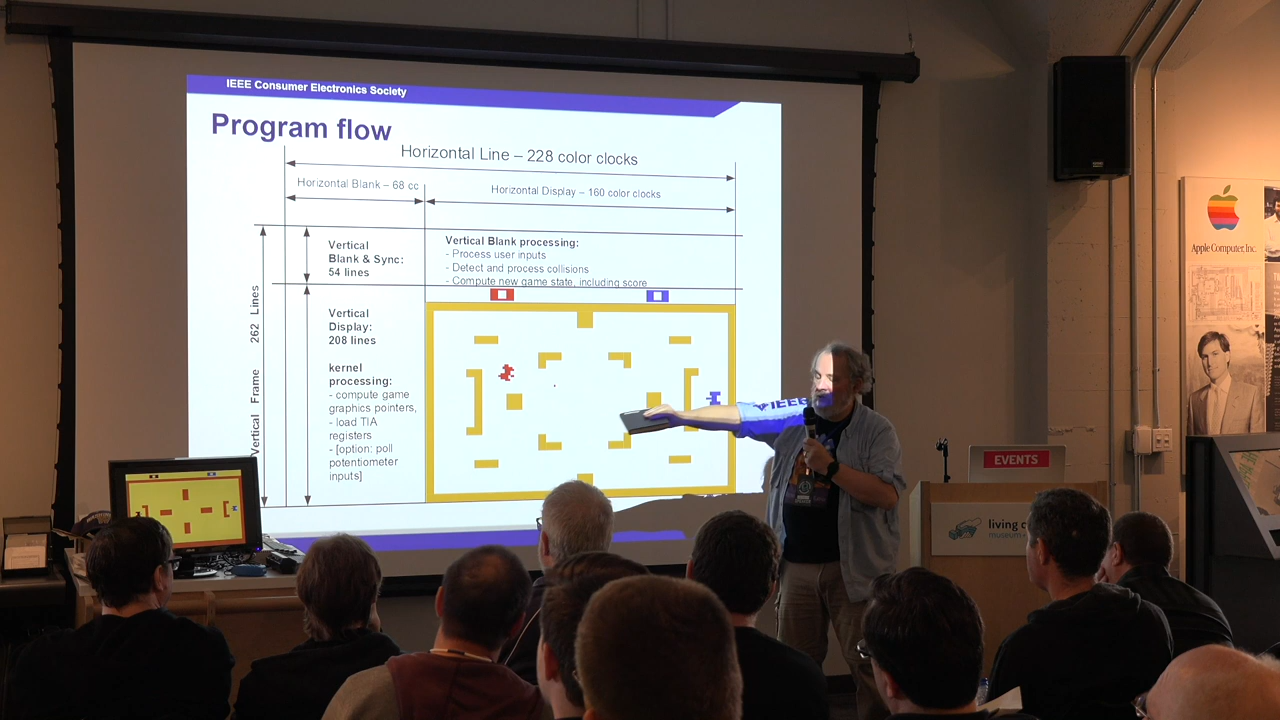 IEEE Consumer Electronics Society
Program flow
Horizontal Line – 228 color clocks
Horizontal Blank – 68 cc
Horizontal Display – 160 color clocks
Vertical
Blank & Sync:
54 lines
Vertical Blank processing:
- Process user inputs
- Detect and process collisions
- Compute new game state, including score
Vertical Frame 262 Lines
Vertical
Display:
208 lines
kernel
processing:
- compute game
graphics pointers,
- load TIA
registers
- [option: poll
potentiometer
inputs]
IEEE
EVENTS
living c
museum
Apple Computer, Inc.